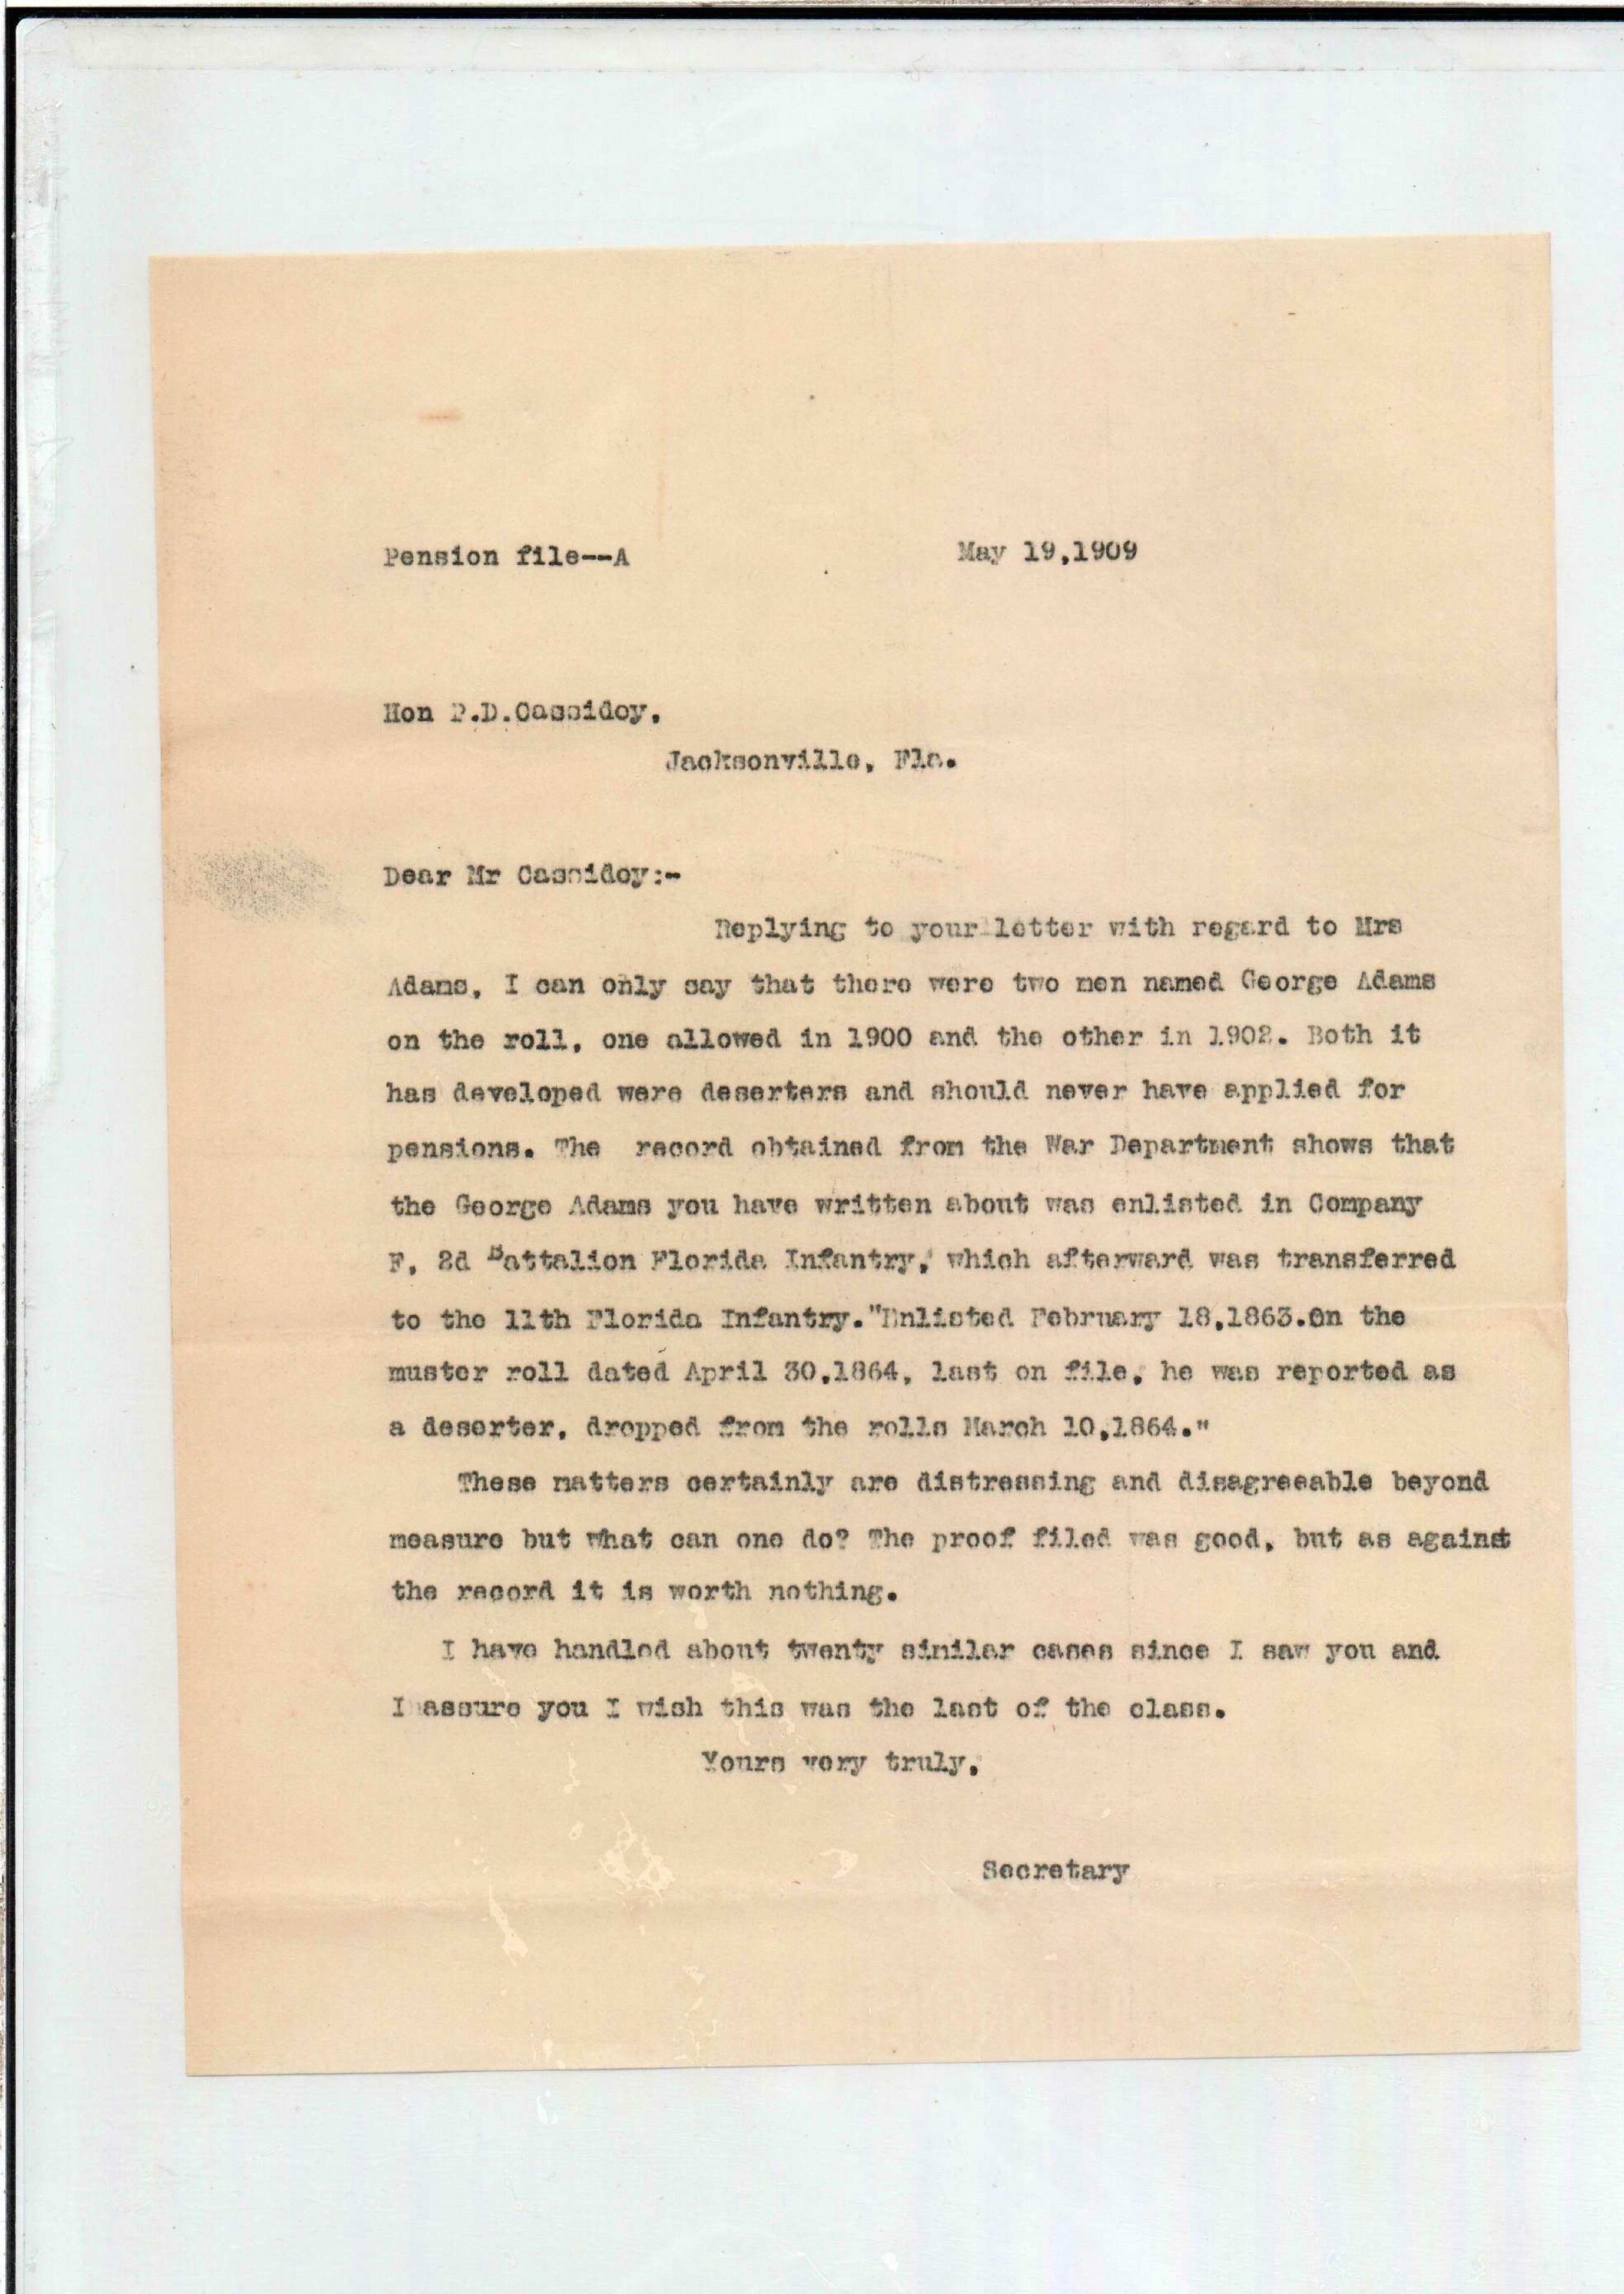 Pension file--A May 19,1909
Hon P.D.Cassidey,
Jacksonville, Fla.
Dear Mr Cassidey:-
Replying to your letter with regard to Mrs
Adams, I can only say that there were two men named George Adams
on the roll, one allowed in 1900 and the other in 1902. Both it
has developed were deserters and should never have applied for
pensions. The record obtained from the War Department shows that
the George Adams you have written about was enlisted in Company
F, 2d Battalion Florida Infantry, which afterward was transferred
to the 11th Florida Infantry."Enlisted February 18,1863.On the
muster roll dated April 30,1864, last on file, he was reported as
a deserter, dropped from the rolls March 10,1864."
These matters certainly are distressing and disagreeable beyond
measure but what can one do? The proof filed was good, but as against
the record it is worth nothing.
I have handled about twenty similar cases since I saw you and
I assure you I wish this was the last of the class.
Yours very truly,
Secretary